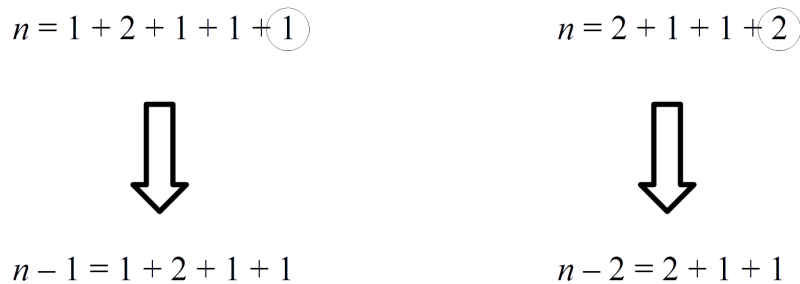 n = 1 + 2 + 1 + 1 + 1
n = 2 + 1 + 1 + 2
n – 1 = 1 + 2 + 1 + 1
n – 2 = 2 + 1 + 1